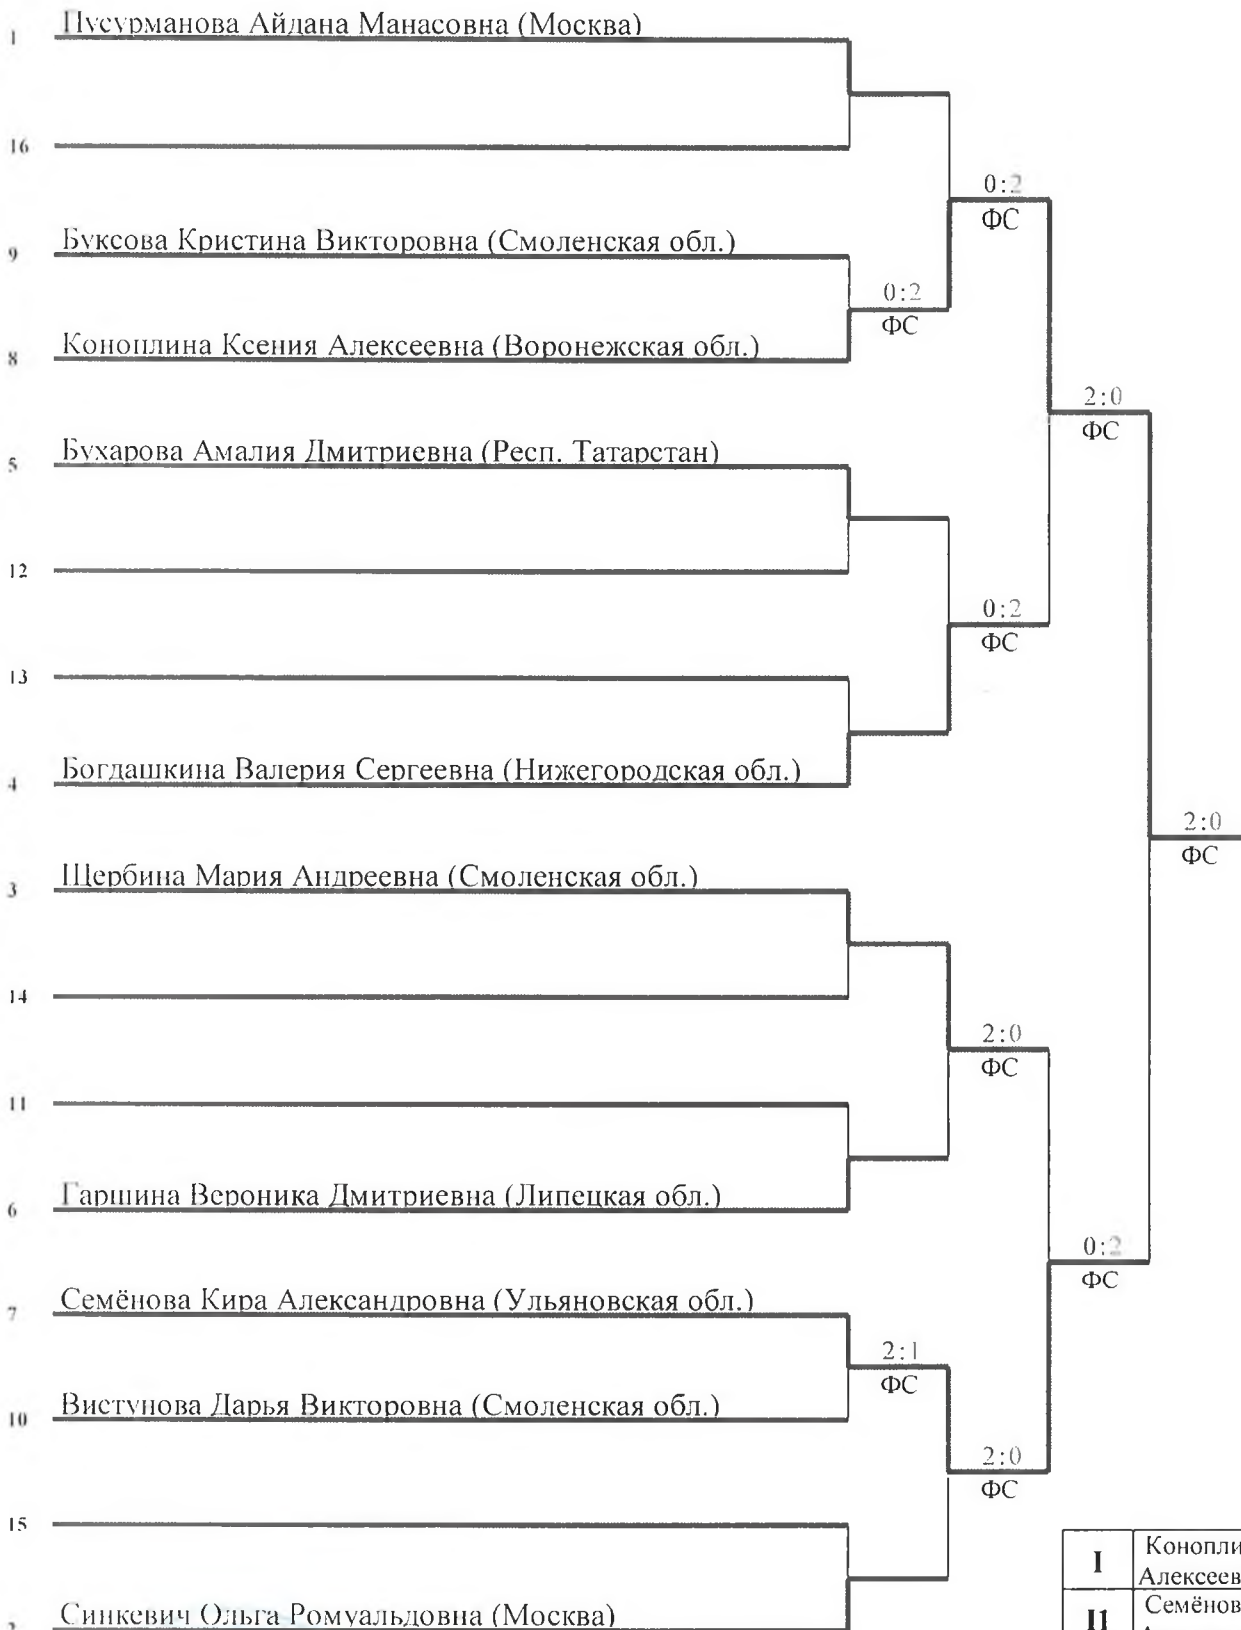 1 Пусурманова Айдана Манасовна (Москва)
16
0:2
ФС
9 Буксова Кристина Викторовна (Смоленская обл.)
0:2
ФС
8 Коноплина Ксения Алексеевна (Воронежская обл.)
2:0
ФС
5 Бухарова Амалия Дмитриевна (Респ. Татарстан)
12
0:2
ФС
13
4 Богдашкина Валерия Сергеевна (Нижегородская обл.)
2:0
ФС
3 Щербина Мария Андреевна (Смоленская обл.)
14
2:0
ФС
11
6 Гаршина Вероника Дмитриевна (Липецкая обл.)
0:2
ФС
7 Семёнова Кира Александровна (Ульяновская обл.)
2:1
ФС
10 Вистунова Дарья Викторовна (Смоленская обл.)
2:0
ФС
15
I Конопли
Алексеев
Синкевич Ольга Ромуальдовна (Москва)
II Семёнов